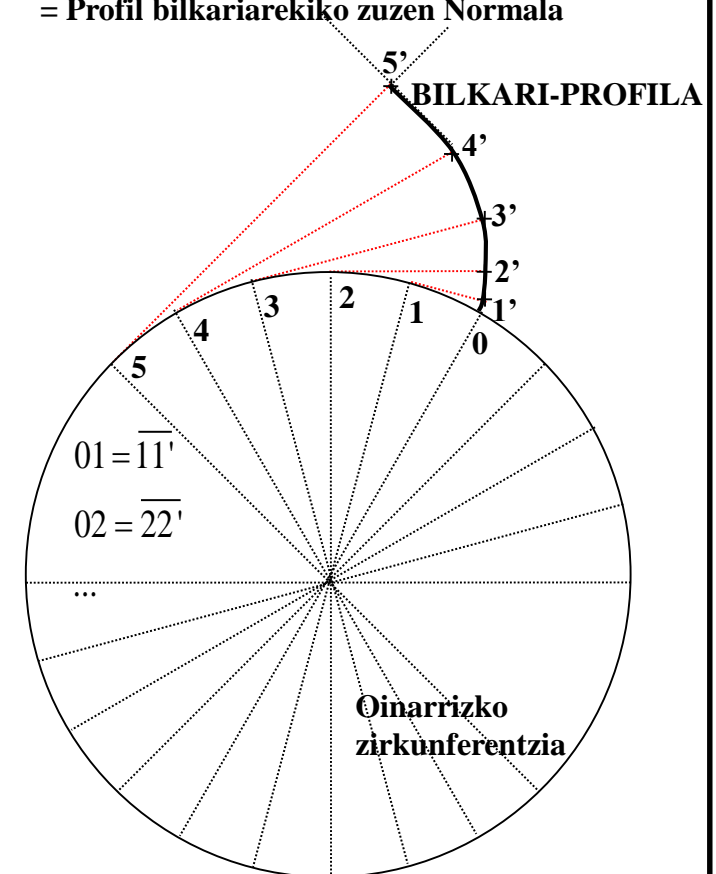 = Profil bilkariarekiko zuzen Normala
5’
BILKARI-PROFILA
4’
3’
2’
1’
0
1
2
3
4
5
01 = 11'
02 = 22'
...
Oinarrizko
zirkunferentzia